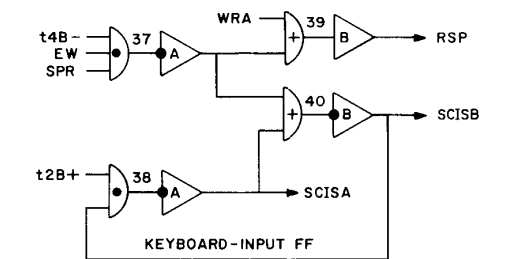 WRA
39
t4B-
37
+
B
RSP
EW
•
A
SPR
40
+
B
SCISB
t2B+
38
•
A
SCISA
KEYBOARD-INPUT FF